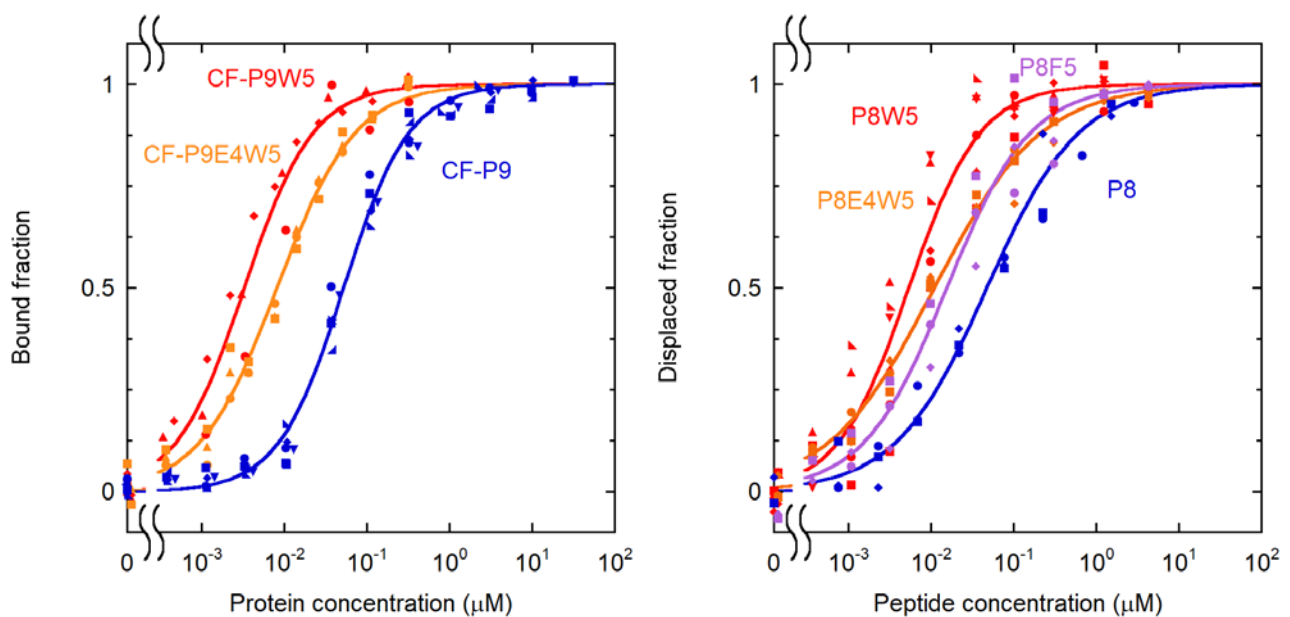 Bound fraction
1
0.5
0
CF-P9W5
CF-P9E4W5
CF-P9
0
10⁻³
10⁻²
10⁻¹
10⁰
10¹
10²
Protein concentration (μM)
Displaced fraction
1
0.5
0
P8F5
P8W5
P8E4W5
P8
0
10⁻³
10⁻²
10⁻¹
10⁰
10¹
10²
Peptide concentration (μM)